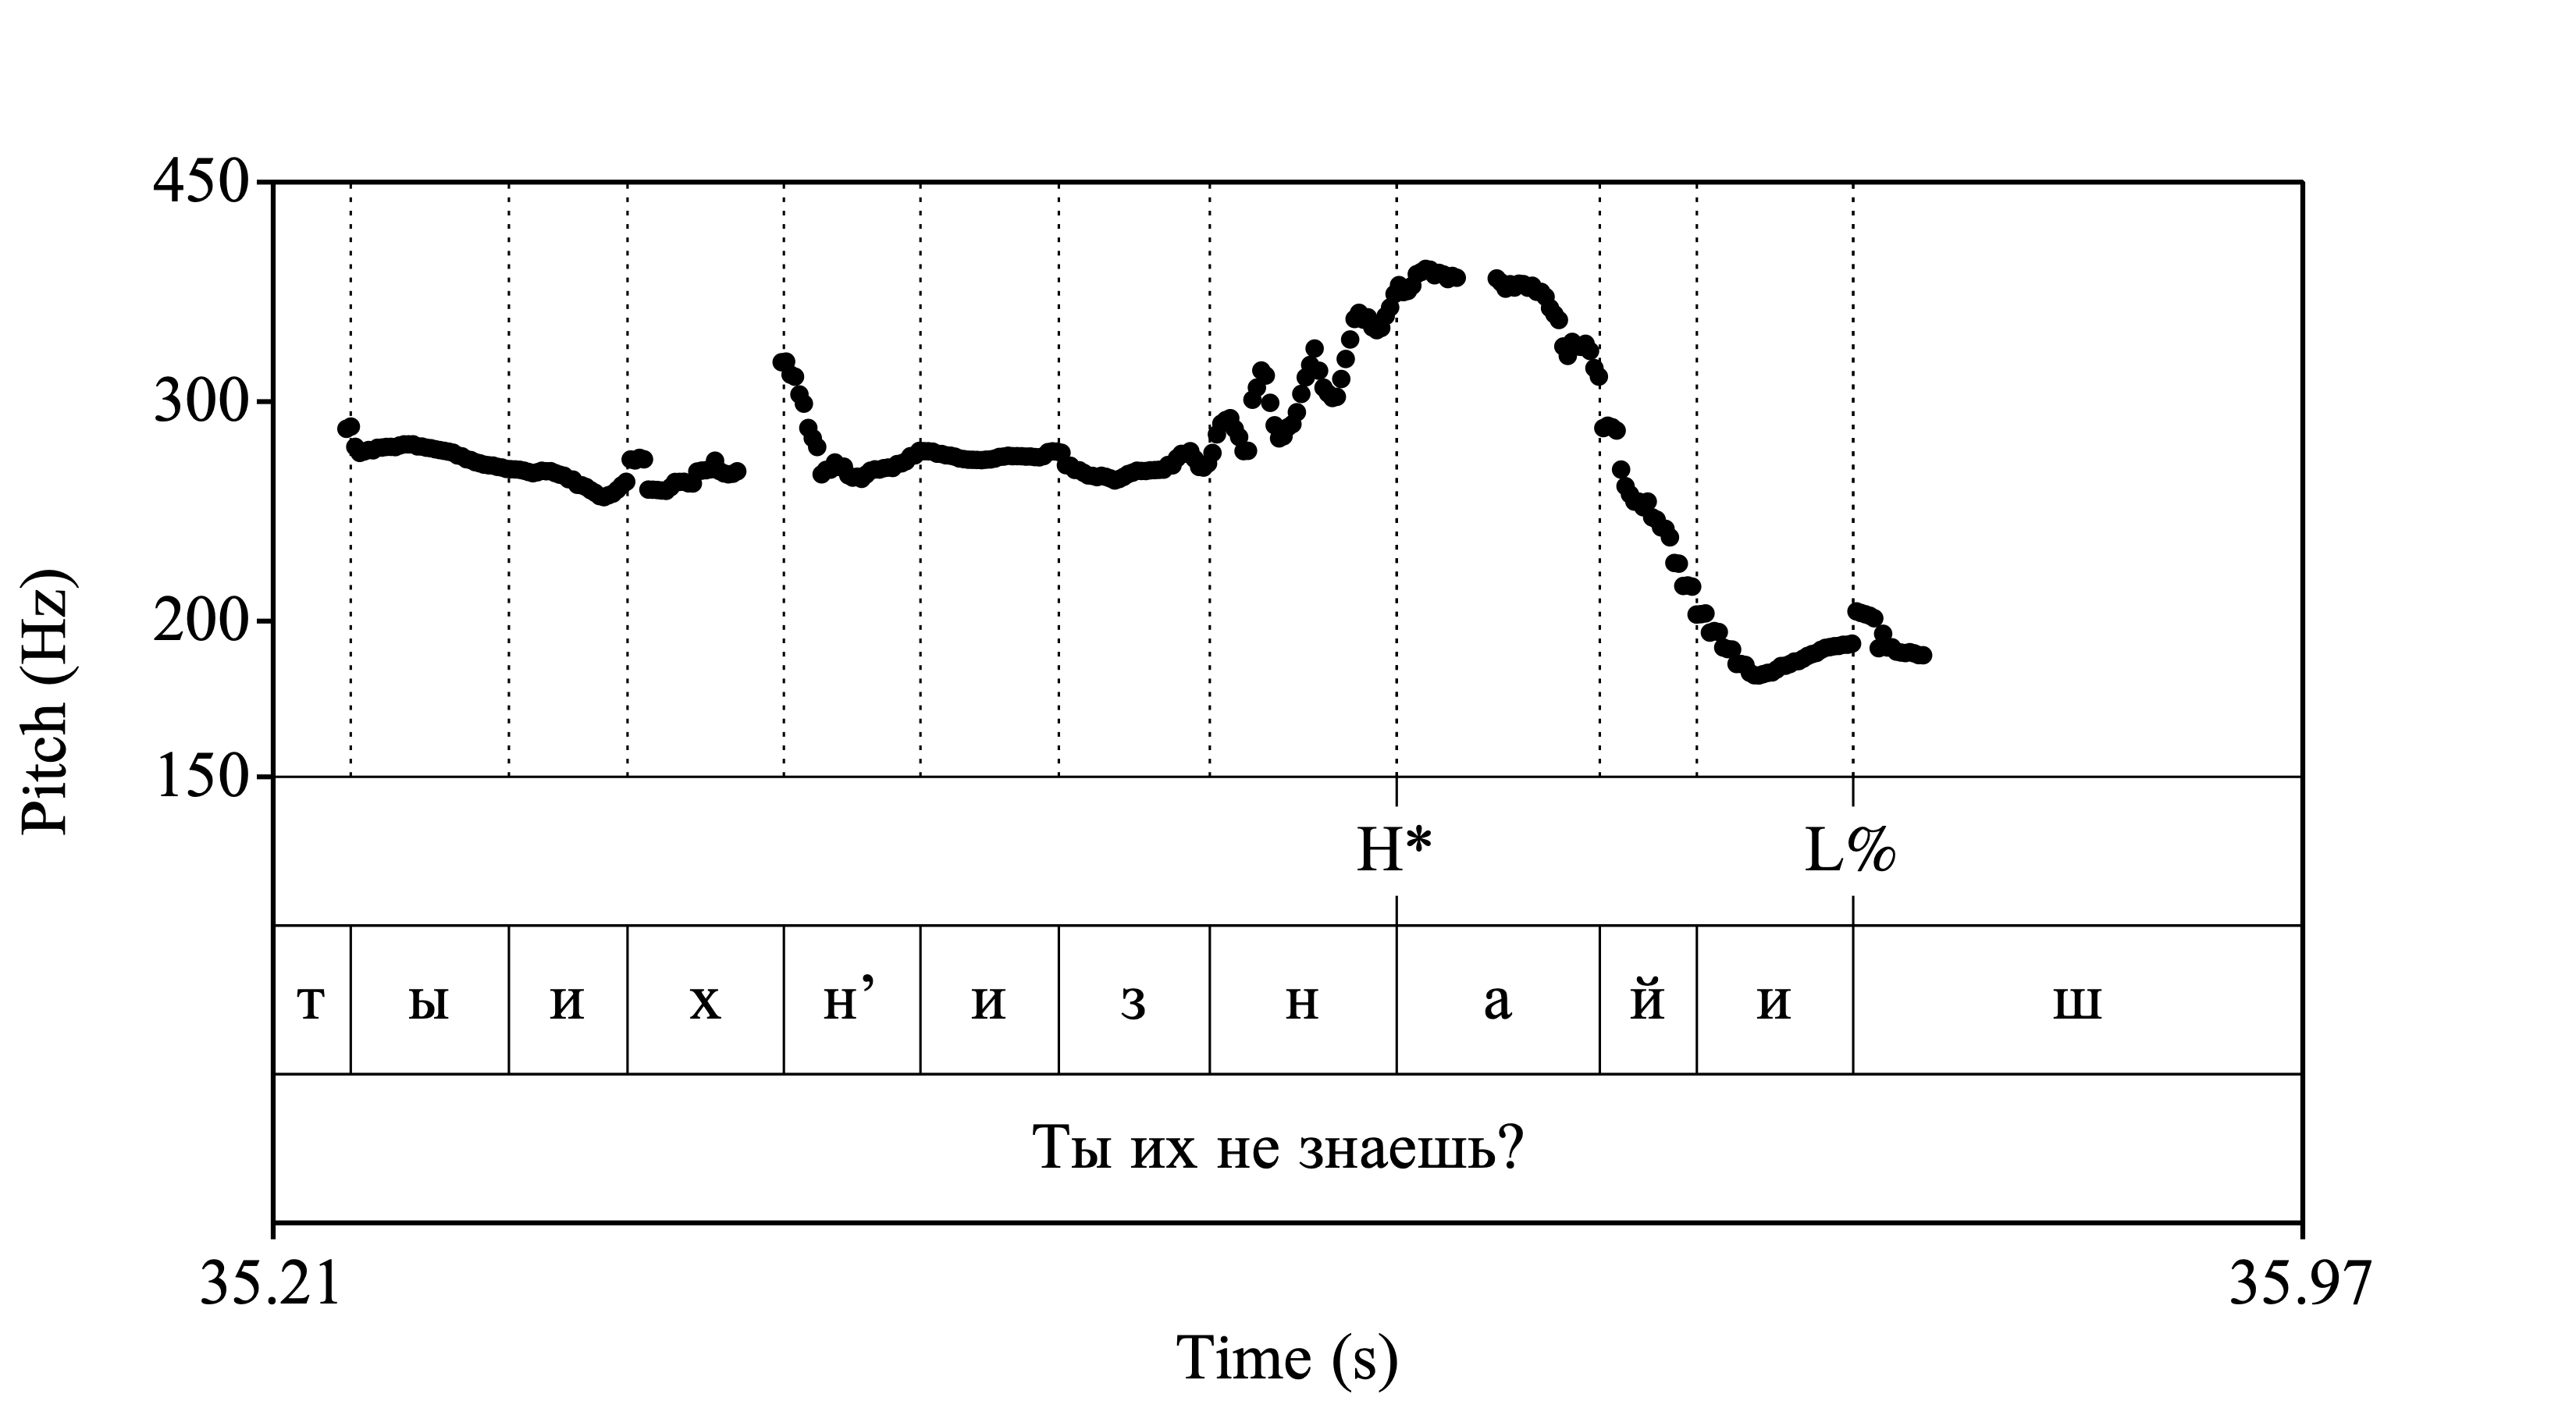 450
300
200
150
Pitch (Hz)
H* L%
т ы и х н’ и з н а й и ш
Ты их не знаешь?
35.21 35.97
Time (s)